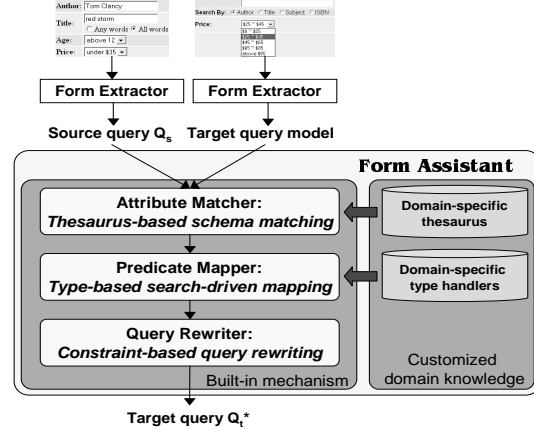 Author: Tom Clancy
Title: red storm
Any words All words
Age: above 12
Price: under $35
Search By: Author Title Subject ISBN
Price: $25 ~ $45
$45 ~ $65
$65 ~ $85
above $85
Form Extractor
Form Extractor
Source query Qs
Target query model
Form Assistant
Attribute Matcher:
Thesaurus-based schema matching
Domain-specific
thesaurus
Predicate Mapper:
Type-based search-driven mapping
Domain-specific
type handlers
Query Rewriter:
Constraint-based query rewriting
Built-in mechanism
Customized
domain knowledge
Target query Qt*